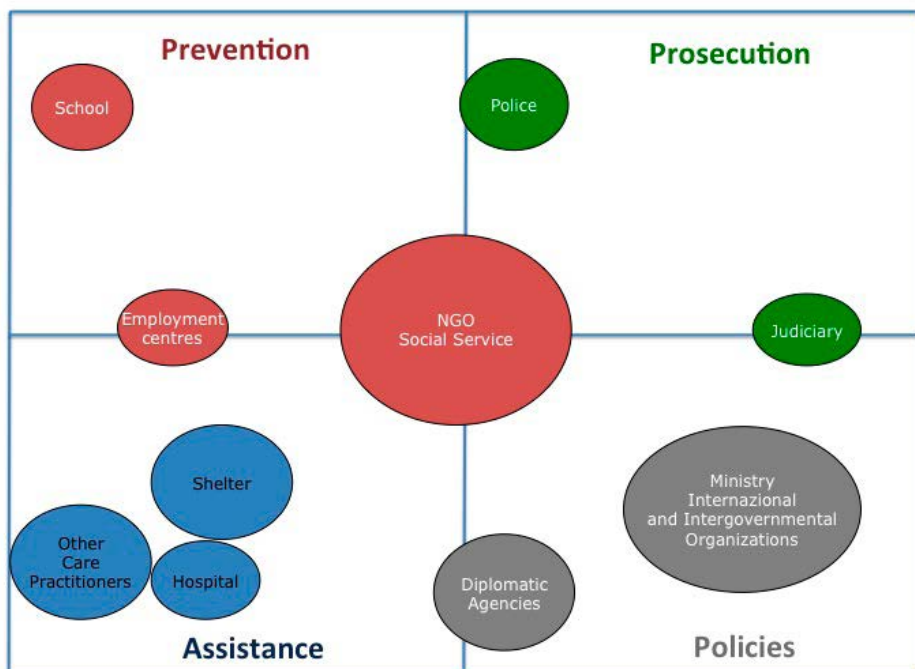 Prevention
Prosecution
School
Police
NGO
Social Service
Employment
centres
Judiciary
Shelter
Other
Care
Practitioners
Hospital
Ministry
Internazional
and Intergovernmental
Organizations
Diplomatic
Agencies
Assistance
Policies